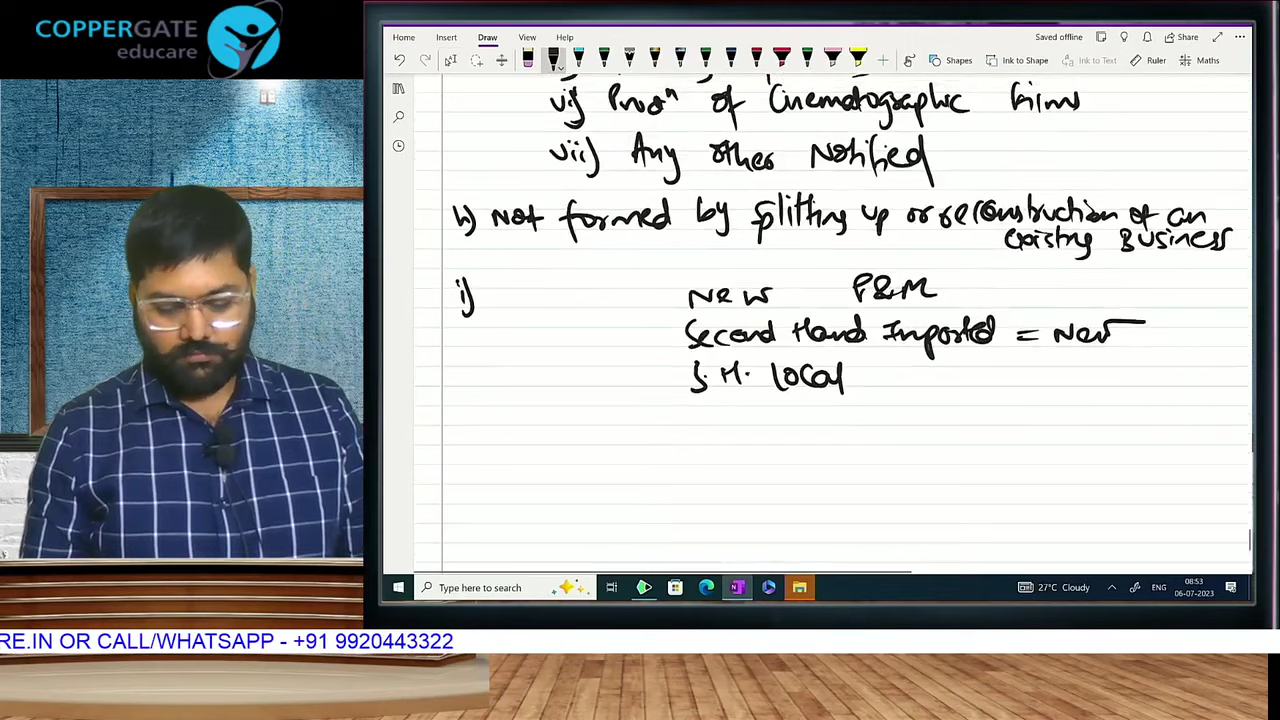 COPPERGATE
educare
Home Insert Draw View Help
Saved offline
Share
Shapes
Ink to Shape
Ink to Text
Ruler
Maths
vi) Prodn of Cinematographic films
vii) Any other Notified
h) Not formed by splitting up or reconstruction of an
existing Business
i) New P&M
Second Hand Imported = New
S.H. Local
Type here to search
27°C Cloudy
ENG
08:53
06-07-2023
RE.IN OR CALL/WHATSAPP - +91 9920443322